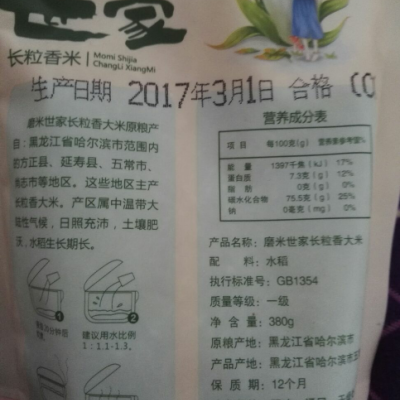 世家
长粒香米
Momi Shijia
ChangLi XiangMi
生产日期 2017年3月1日 合格
磨米世家长粒香大米原粮产
自：黑龙江省哈尔滨市范围内
的方正县、延寿县、五常市、
尚志市等地区。这些地区主产
长粒香大米。产区属中温带大
陆性气候，日照充沛，土壤肥
沃，水稻生长期长。
1
2
建议用水比例
1：1.1-1.3。
营养成分表
项目 每100克(g) 营养素参考值%
能量 1397千焦(kJ) 17%
蛋白质 7.3克(g) 12%
脂肪 0克(g) 0%
碳水化合物 75.5克(g) 25%
钠 0毫克(mg) 0%
产品名称：磨米世家长粒香大米
配 料：水稻
执行标准号：GB1354
质量等级：一级
净 含 量：380g
原粮产地：黑龙江省哈尔滨市
产品产地：黑龙江省哈尔滨市
保 质 期：12个月